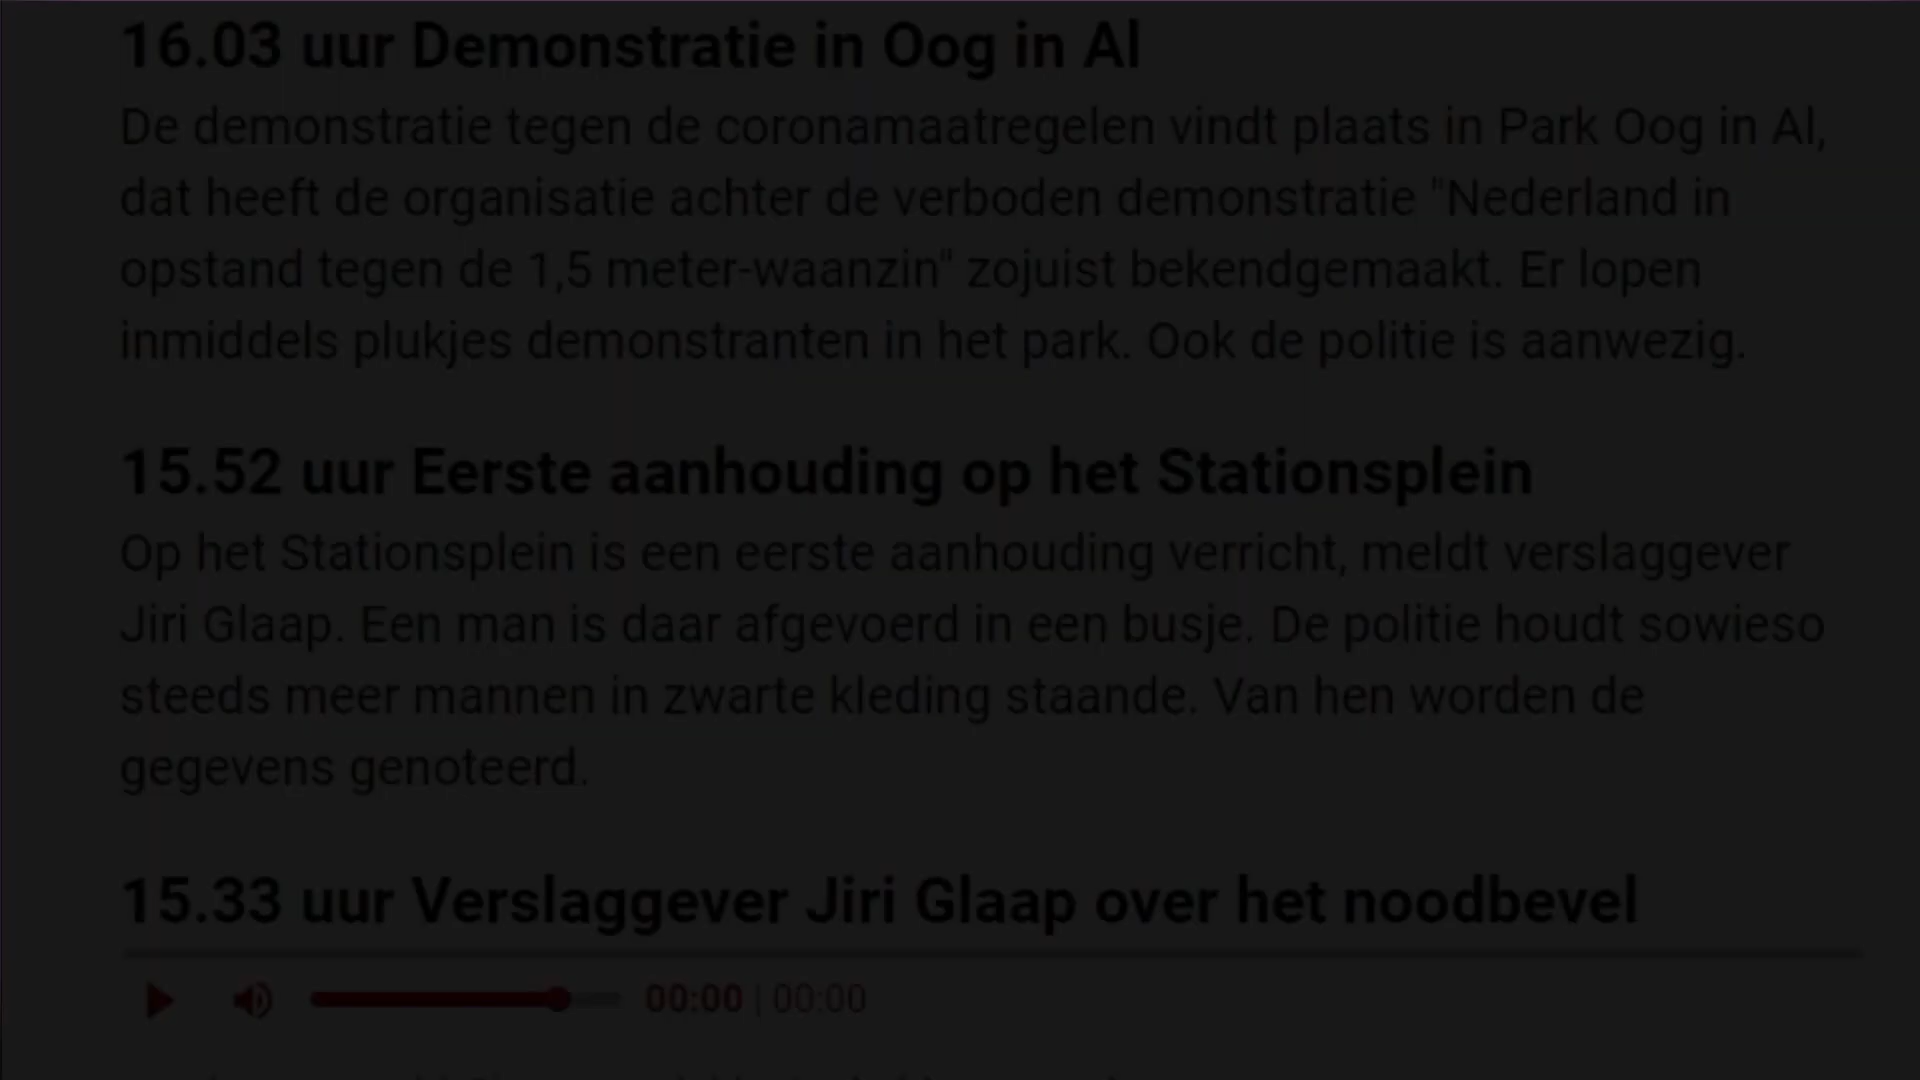 16.03 uur Demonstratie in Oog in Al
De demonstratie tegen de coronamaatregelen vindt plaats in Park Oog in Al,
dat heeft de organisatie achter de verboden demonstratie "Nederland in
opstand tegen de 1,5 meter-waanzin" zojuist bekendgemaakt. Er lopen
inmiddels plukjes demonstranten in het park. Ook de politie is aanwezig.
15.52 uur Eerste aanhouding op het Stationsplein
Op het Stationsplein is een eerste aanhouding verricht, meldt verslaggever
Jiri Glaap. Een man is daar afgevoerd in een busje. De politie houdt sowieso
steeds meer mannen in zwarte kleding staande. Van hen worden de
gegevens genoteerd.
15.33 uur Verslaggever Jiri Glaap over het noodbevel
00:00 | 00:00